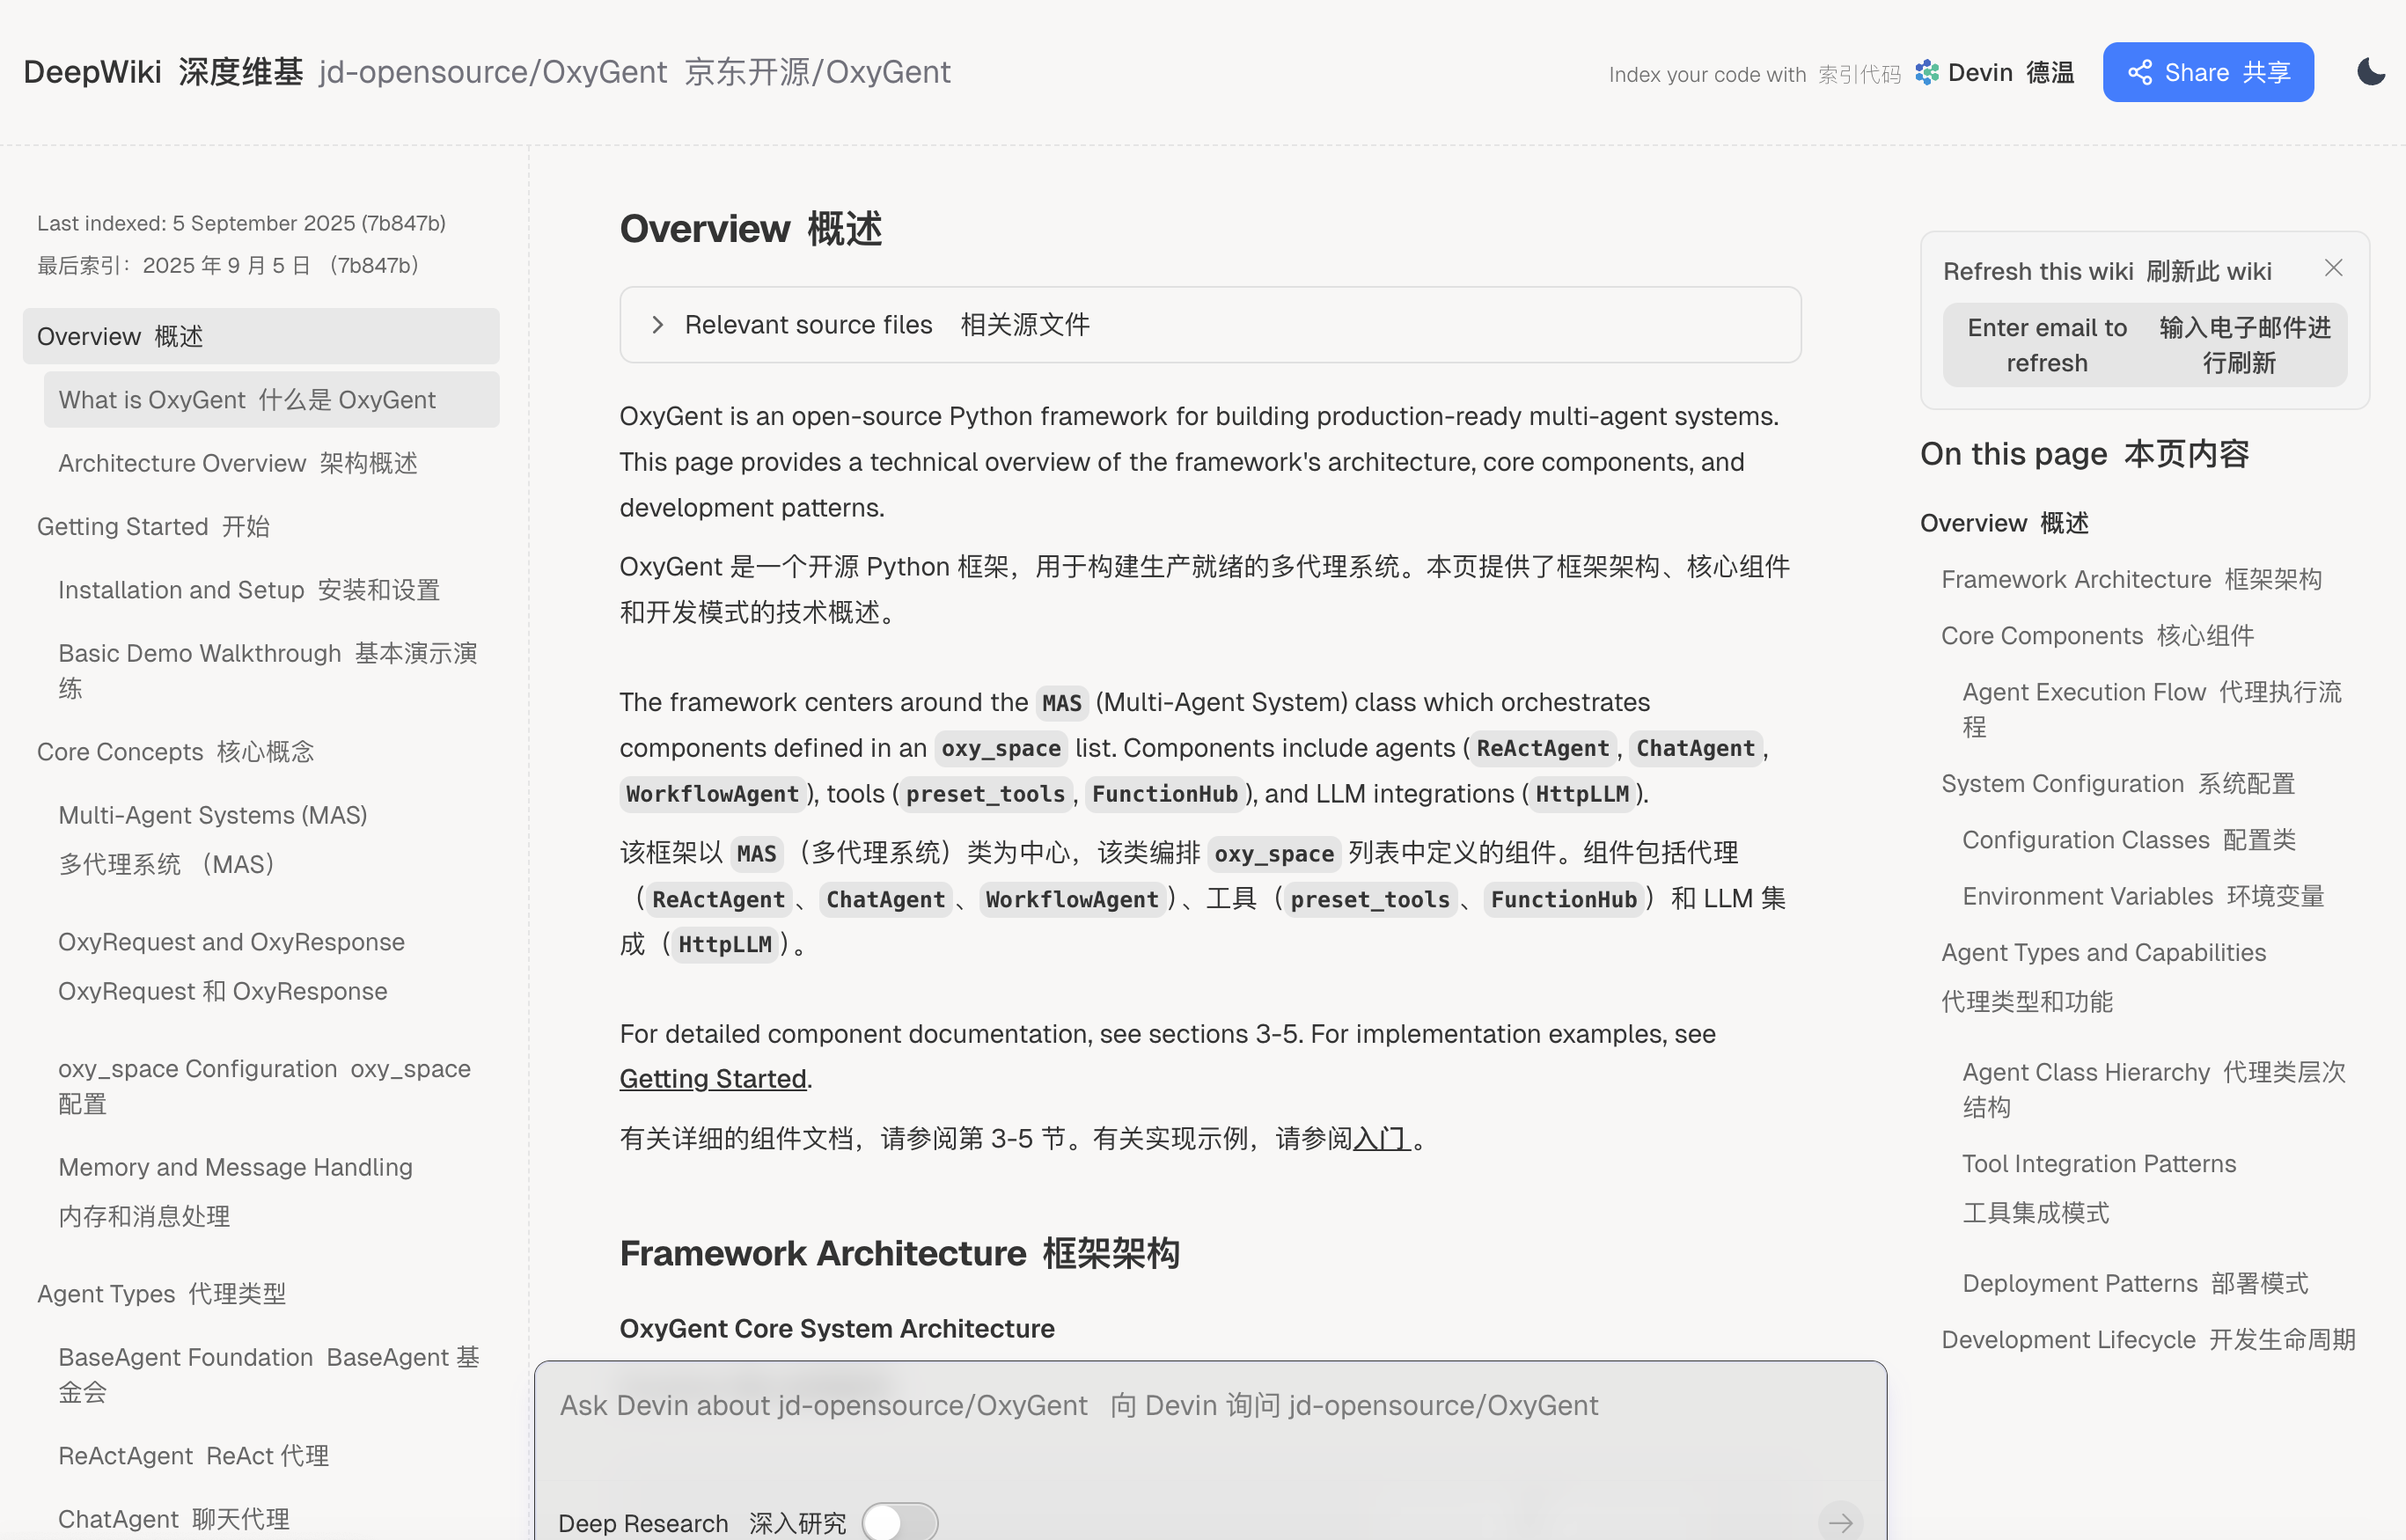 DeepWiki 深度维基 jd-opensource/OxyGent 京东开源/OxyGent
Index your code with 索引代码 Devin 德温
Share 共享
Last indexed: 5 September 2025 (7b847b)
最后索引：2025 年 9 月 5 日 （7b847b）
Overview 概述
What is OxyGent 什么是 OxyGent
Architecture Overview 架构概述
Getting Started 开始
Installation and Setup 安装和设置
Basic Demo Walkthrough 基本演示演
练
Core Concepts 核心概念
Multi-Agent Systems (MAS)
多代理系统 （MAS）
OxyRequest and OxyResponse
OxyRequest 和 OxyResponse
oxy_space Configuration oxy_space
配置
Memory and Message Handling
内存和消息处理
Agent Types 代理类型
BaseAgent Foundation BaseAgent 基
金会
ReActAgent ReAct 代理
ChatAgent 聊天代理
Overview 概述
Relevant source files 相关源文件
OxyGent is an open-source Python framework for building production-ready multi-agent systems.
This page provides a technical overview of the framework's architecture, core components, and
development patterns.
OxyGent 是一个开源 Python 框架，用于构建生产就绪的多代理系统。本页提供了框架架构、核心组件
和开发模式的技术概述。
The framework centers around the MAS (Multi-Agent System) class which orchestrates
components defined in an oxy_space list. Components include agents (ReActAgent, ChatAgent,
WorkflowAgent), tools (preset_tools, FunctionHub), and LLM integrations (HttpLLM).
该框架以 MAS （多代理系统）类为中心，该类编排 oxy_space 列表中定义的组件。组件包括代理
（ReActAgent、ChatAgent、WorkflowAgent）、工具（preset_tools、FunctionHub）和 LLM 集
成（HttpLLM）。
For detailed component documentation, see sections 3-5. For implementation examples, see
Getting Started.
有关详细的组件文档，请参阅第 3-5 节。有关实现示例，请参阅入门 。
Framework Architecture 框架架构
OxyGent Core System Architecture
Ask Devin about jd-opensource/OxyGent 向 Devin 询问 jd-opensource/OxyGent
Deep Research 深入研究
Refresh this wiki 刷新此 wiki
Enter email to 输入电子邮件进
refresh 行刷新
On this page 本页内容
Overview 概述
Framework Architecture 框架架构
Core Components 核心组件
Agent Execution Flow 代理执行流
程
System Configuration 系统配置
Configuration Classes 配置类
Environment Variables 环境变量
Agent Types and Capabilities
代理类型和功能
Agent Class Hierarchy 代理类层次
结构
Tool Integration Patterns
工具集成模式
Deployment Patterns 部署模式
Development Lifecycle 开发生命周期